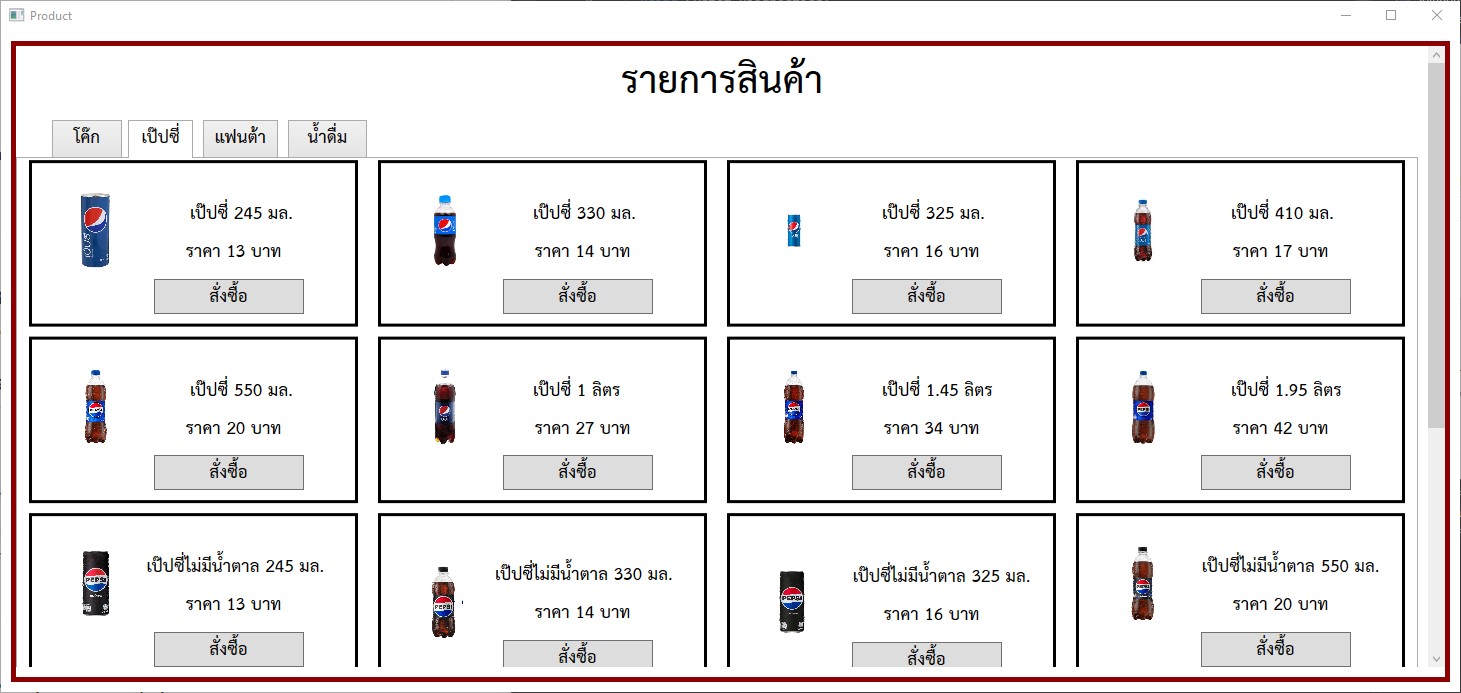 Product
รายการสินค้า
โค๊ก เป๊ปซี่ แฟนต้า น้ำดื่ม
เป๊ปซี่ 245 มล.
ราคา 13 บาท
สั่งซื้อ
เป๊ปซี่ 330 มล.
ราคา 14 บาท
สั่งซื้อ
เป๊ปซี่ 325 มล.
ราคา 16 บาท
สั่งซื้อ
เป๊ปซี่ 410 มล.
ราคา 17 บาท
สั่งซื้อ
เป๊ปซี่ 550 มล.
ราคา 20 บาท
สั่งซื้อ
เป๊ปซี่ 1 ลิตร
ราคา 27 บาท
สั่งซื้อ
เป๊ปซี่ 1.45 ลิตร
ราคา 34 บาท
สั่งซื้อ
เป๊ปซี่ 1.95 ลิตร
ราคา 42 บาท
สั่งซื้อ
PEPSI
เป๊ปซี่ไม่มีน้ำตาล 245 มล.
ราคา 13 บาท
สั่งซื้อ
PEPSI
เป๊ปซี่ไม่มีน้ำตาล 330 มล.
ราคา 14 บาท
สั่งซื้อ
PEPSI
เป๊ปซี่ไม่มีน้ำตาล 325 มล.
ราคา 16 บาท
สั่งซื้อ
เป๊ปซี่ไม่มีน้ำตาล 550 มล.
ราคา 20 บาท
สั่งซื้อ